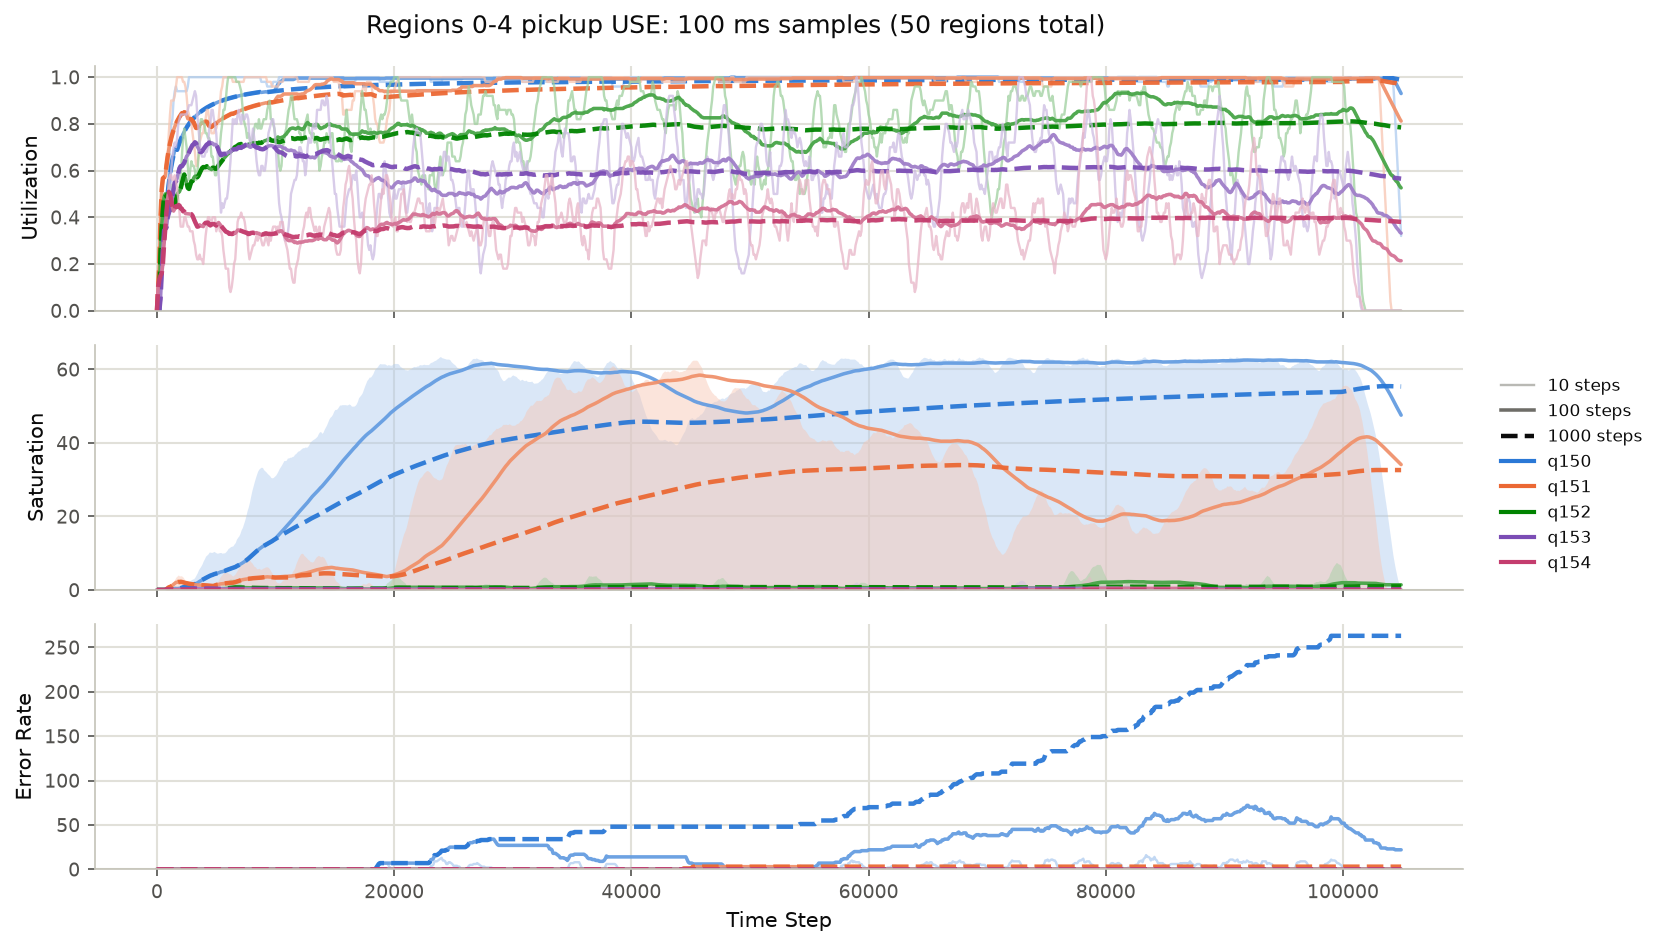 Regions 0-4 pickup USE: 100 ms samples (50 regions total)
Utilization
1.0
0.8
0.6
0.4
0.2
0.0
Saturation
60
40
20
0
Error Rate
250
200
150
100
50
0
0
20000
40000
60000
80000
100000
Time Step
10 steps
100 steps
1000 steps
q150
q151
q152
q153
q154